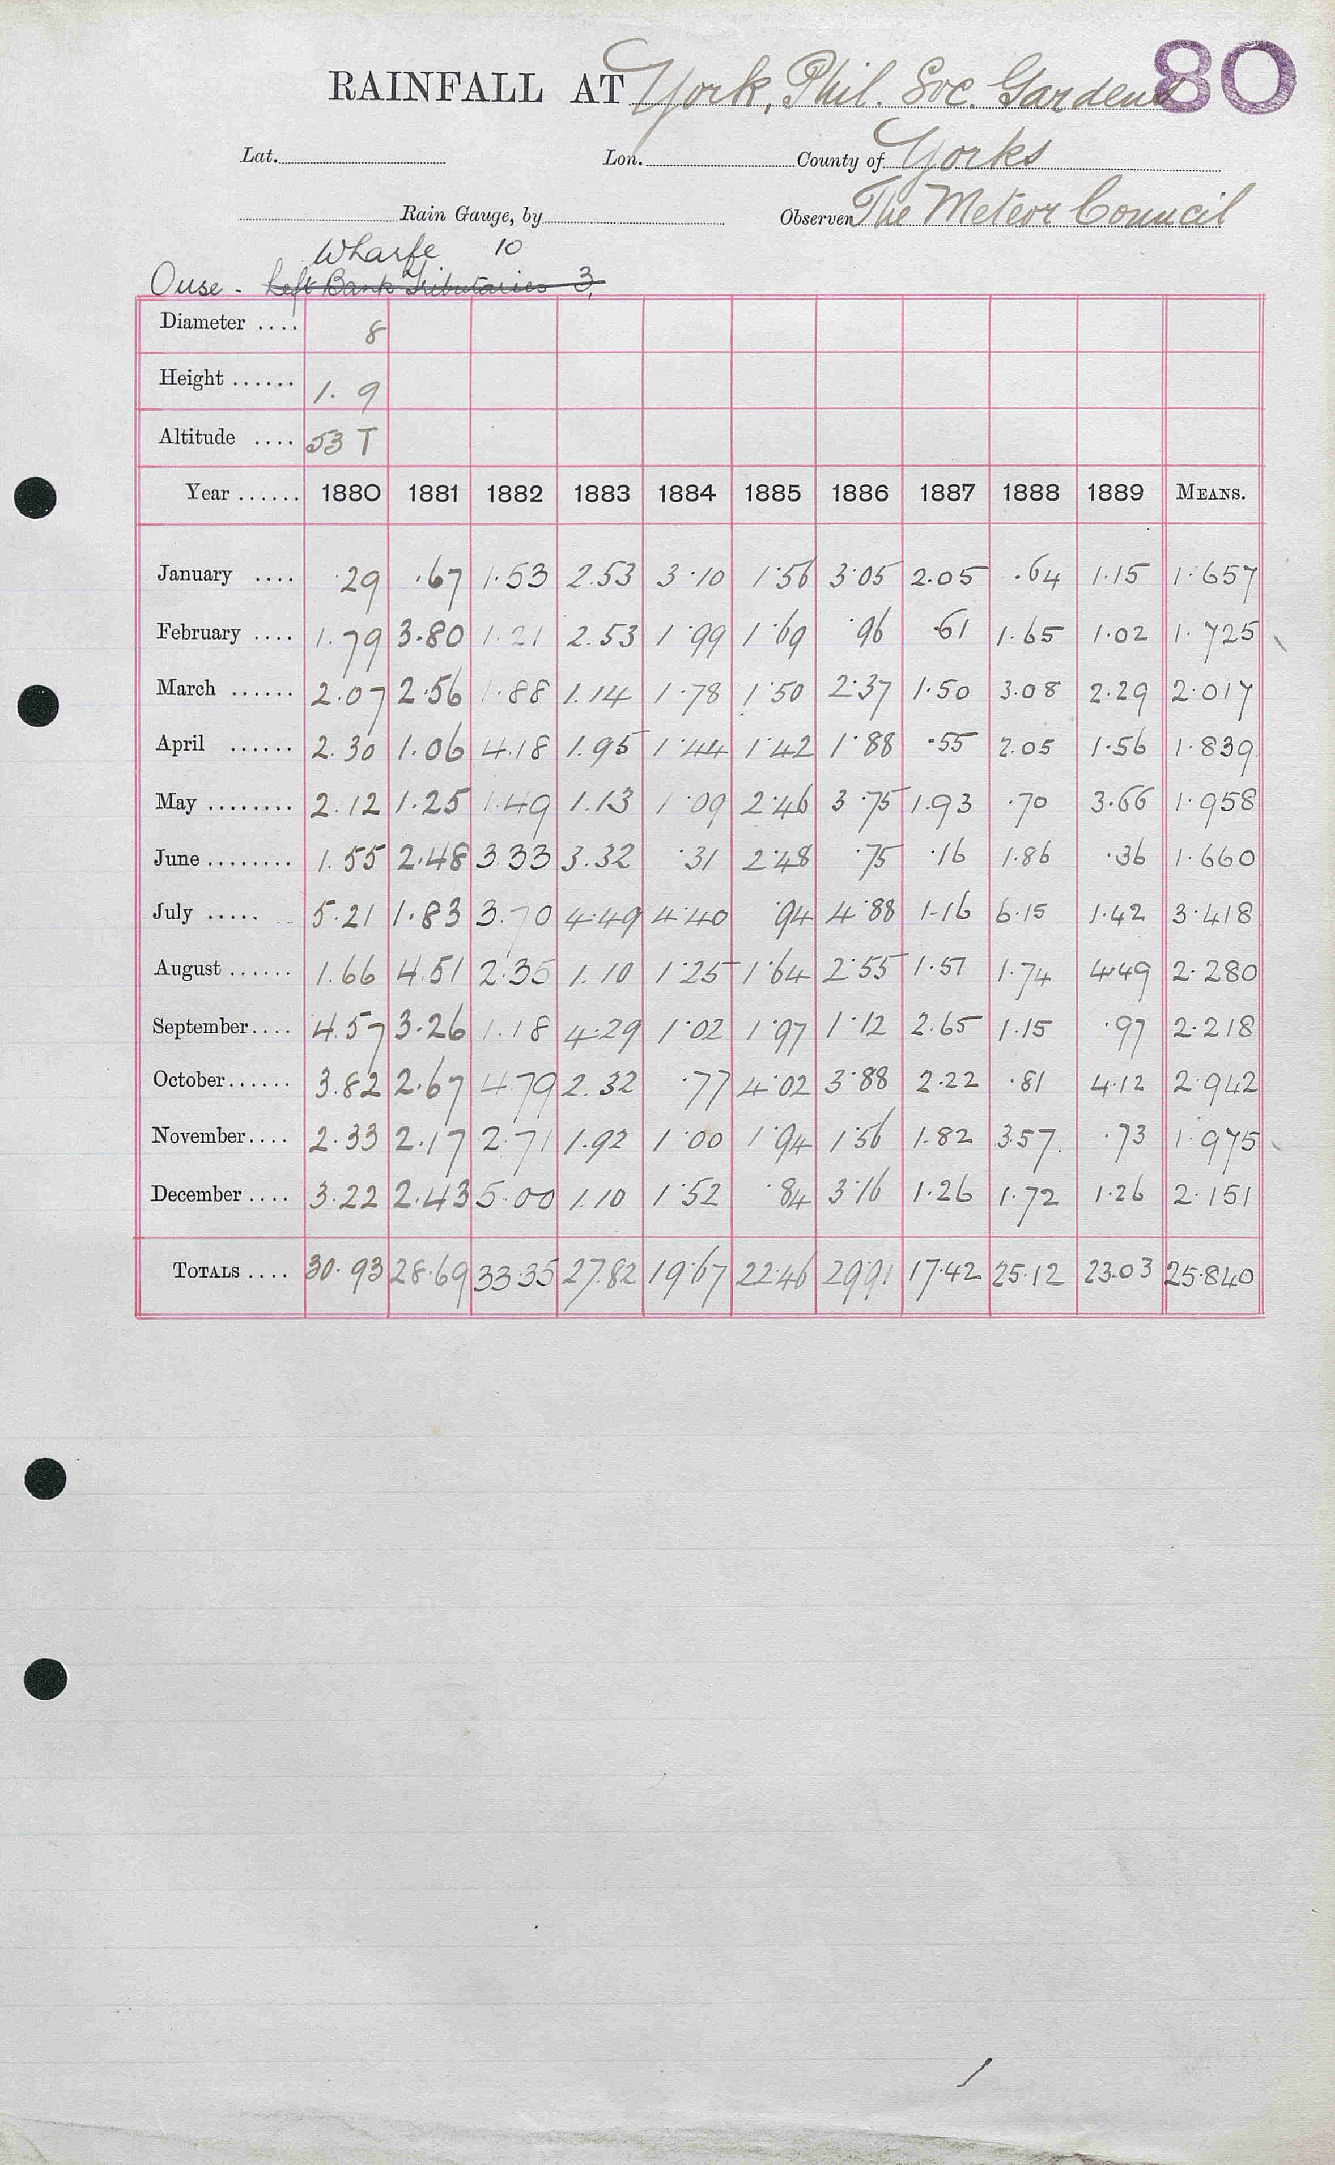 80
RAINFALL AT York, Phil. Soc. Gardens
Lat. Lon. County of Yorks
Rain Gauge, by Observer The Meteor Council
Wharfe 10
Ouse - Left Bank Tributaries 3,
Diameter .... 8
Height ...... 1. 9
Altitude .... 53 T
Year ...... 1880 1881 1882 1883 1884 1885 1886 1887 1888 1889 MEANS.
January .... .29 .67 1.53 2.53 3.10 1.56 3.05 2.05 .64 1.15 1.657
February .... 1.79 3.80 1.21 2.53 1.99 1.69 .96 .61 1.65 1.02 1.725
March ...... 2.07 2.56 1.88 1.14 1.78 1.50 2.37 1.50 3.08 2.29 2.017
April ...... 2.30 1.06 4.18 1.95 1.44 1.42 1.88 .55 2.05 1.56 1.839
May ........ 2.12 1.25 1.49 1.13 1.09 2.46 3.75 1.93 .70 3.66 1.958
June ........ 1.55 2.48 3.33 3.32 .31 2.48 .75 .16 1.86 .36 1.660
July ..... 5.21 1.83 3.70 4.49 4.40 .94 4.88 1.16 6.15 1.42 3.418
August ...... 1.66 4.51 2.35 1.10 1.25 1.64 2.55 1.51 1.74 4.49 2.280
September.... 4.57 3.26 1.18 4.29 1.02 1.97 1.12 2.65 1.15 .97 2.218
October...... 3.82 2.67 4.79 2.32 .77 4.02 3.88 2.22 .81 4.12 2.942
November.... 2.33 2.17 2.71 1.92 1.00 1.94 1.56 1.82 3.57 .73 1.975
December .... 3.22 2.43 5.00 1.10 1.52 .84 3.16 1.26 1.72 1.26 2.151
TOTALS .... 30.93 28.69 33.35 27.82 19.67 22.46 29.91 17.42 25.12 23.03 25.840